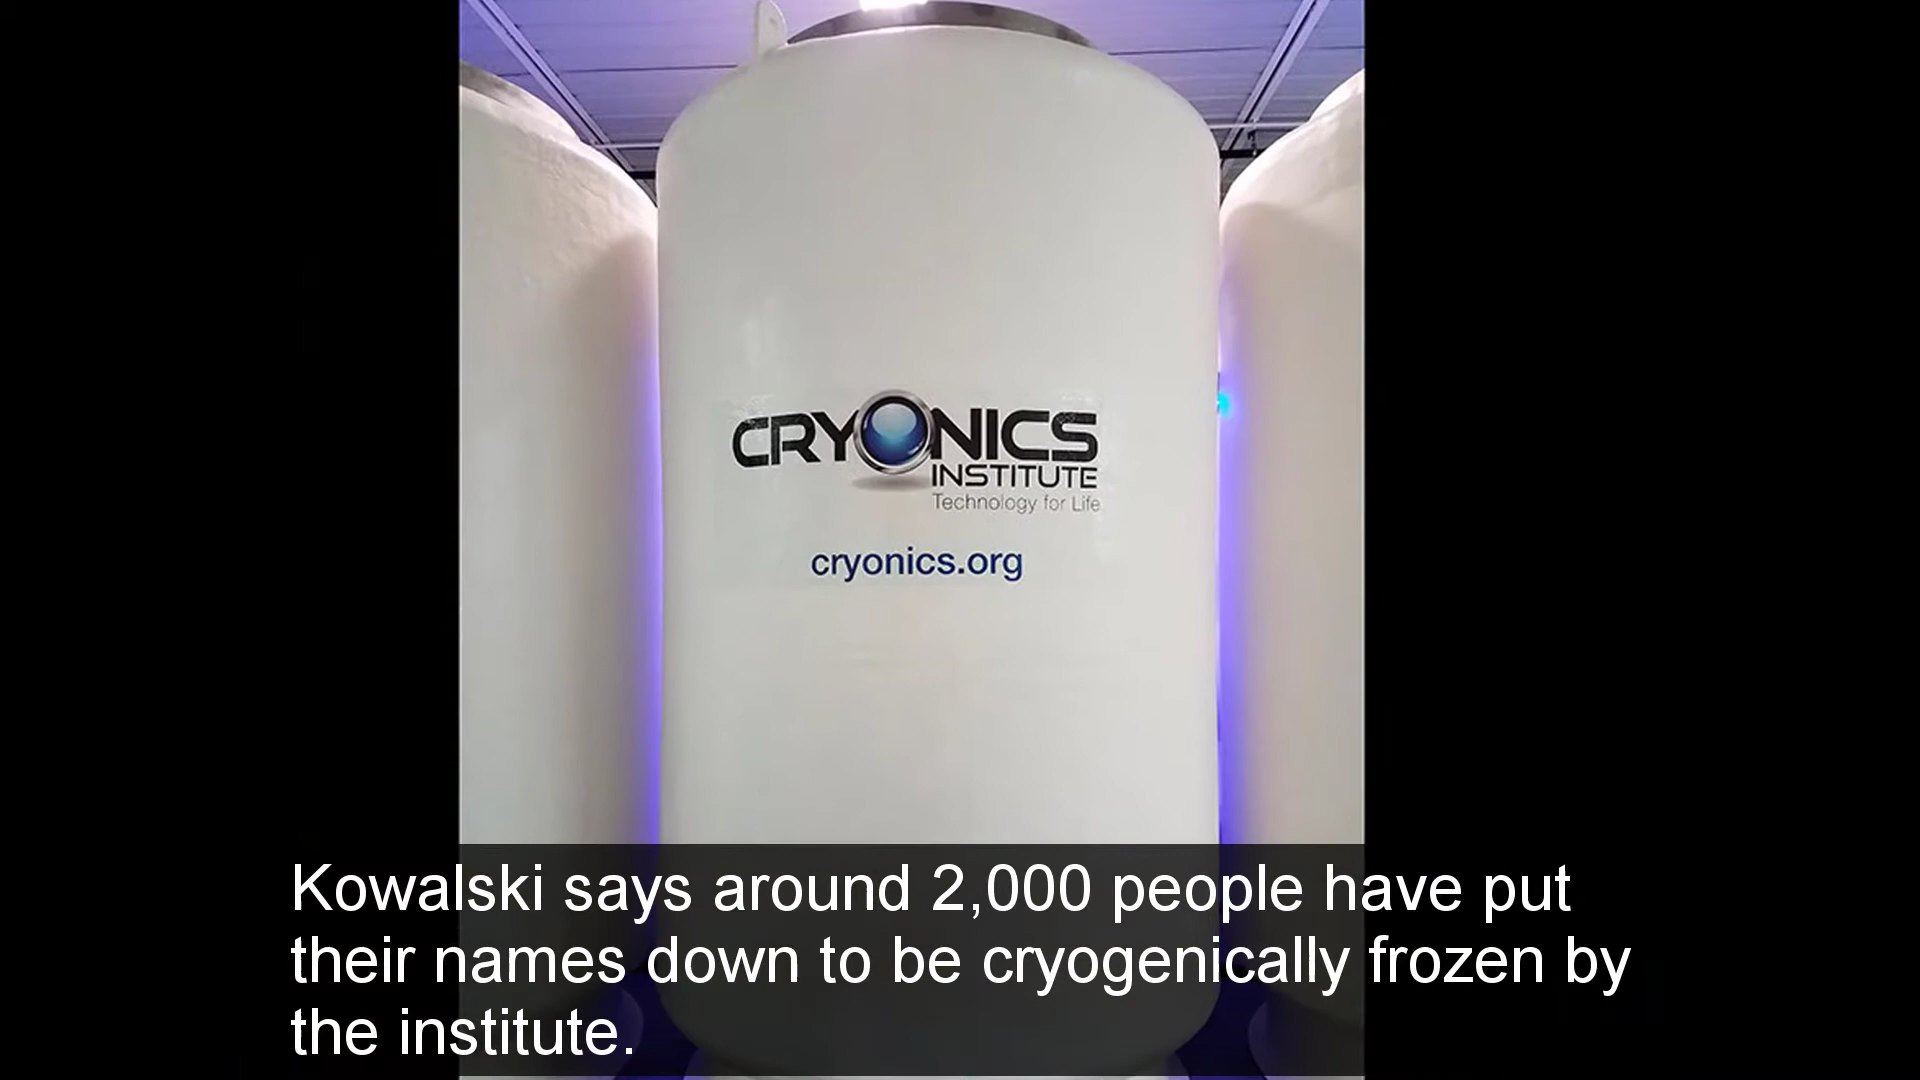 CRYONICS
INSTITUTE
Technology for Life
cryonics.org
Kowalski says around 2,000 people have put
their names down to be cryogenically frozen by
the institute.